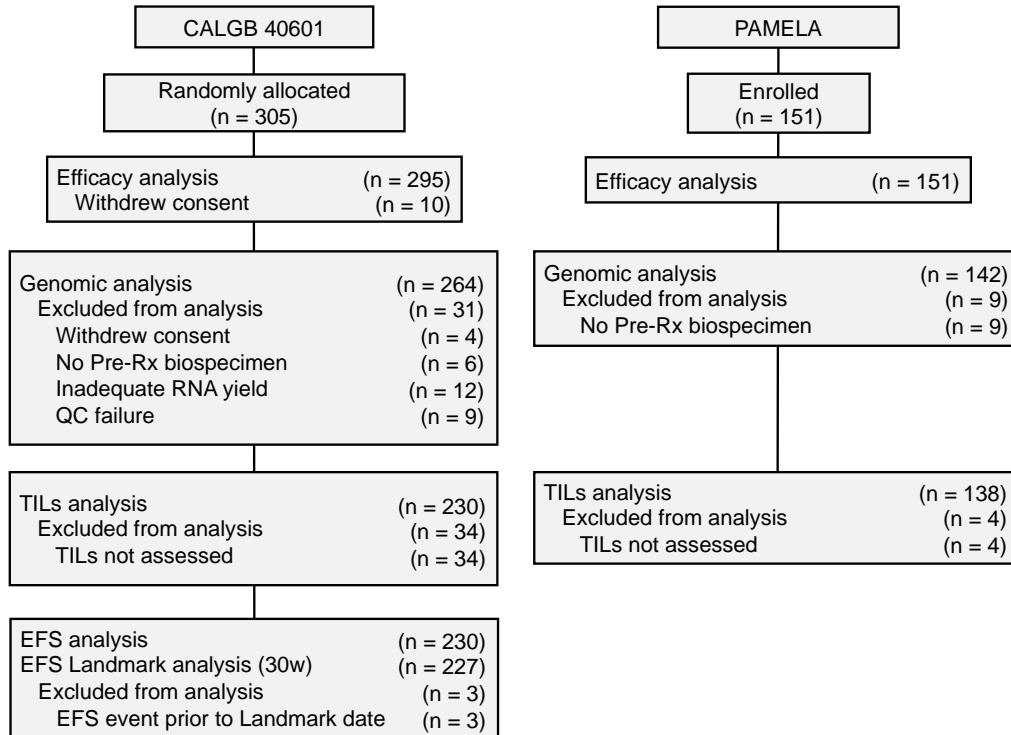 CALGB 40601
Randomly allocated
(n = 305)
Efficacy analysis (n = 295)
Withdrew consent (n = 10)
Genomic analysis (n = 264)
Excluded from analysis (n = 31)
Withdrew consent (n = 4)
No Pre-Rx biospecimen (n = 6)
Inadequate RNA yield (n = 12)
QC failure (n = 9)
TILs analysis (n = 230)
Excluded from analysis (n = 34)
TILs not assessed (n = 34)
EFS analysis (n = 230)
EFS Landmark analysis (30w) (n = 227)
Excluded from analysis (n = 3)
EFS event prior to Landmark date (n = 3)
PAMELA
Enrolled
(n = 151)
Efficacy analysis (n = 151)
Genomic analysis (n = 142)
Excluded from analysis (n = 9)
No Pre-Rx biospecimen (n = 9)
TILs analysis (n = 138)
Excluded from analysis (n = 4)
TILs not assessed (n = 4)